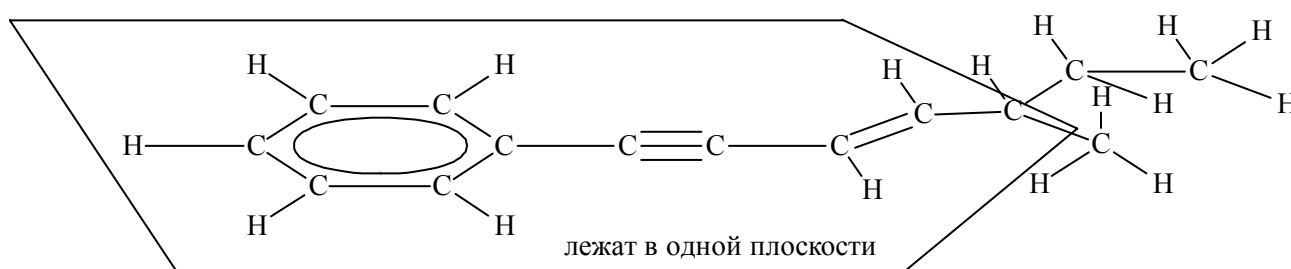 H H H
H H H H C C
C C C C H H H
H C C C C C C
C C H H H
H H
лежат в одной плоскости